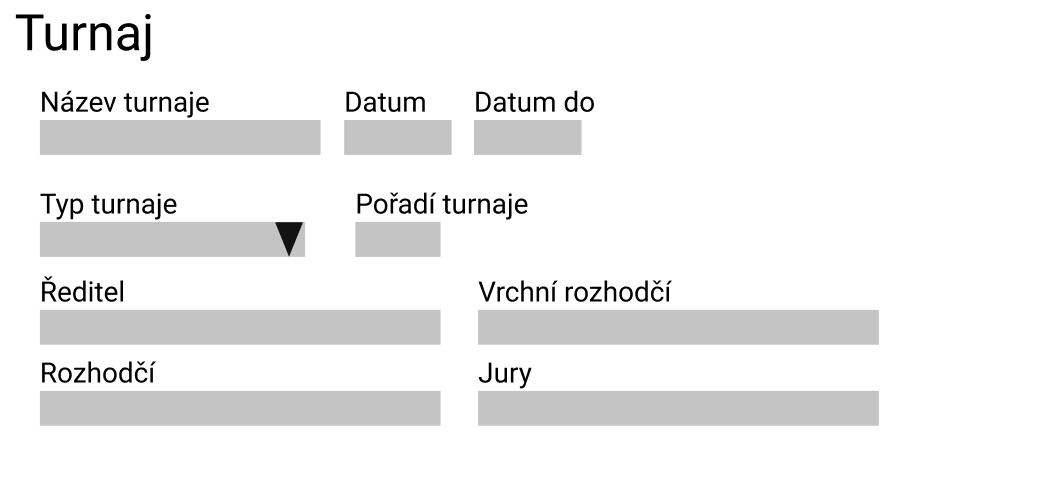 Turnaj
Název turnaje Datum Datum do
Typ turnaje Pořadí turnaje
Ředitel Vrchní rozhodčí
Rozhodčí Jury